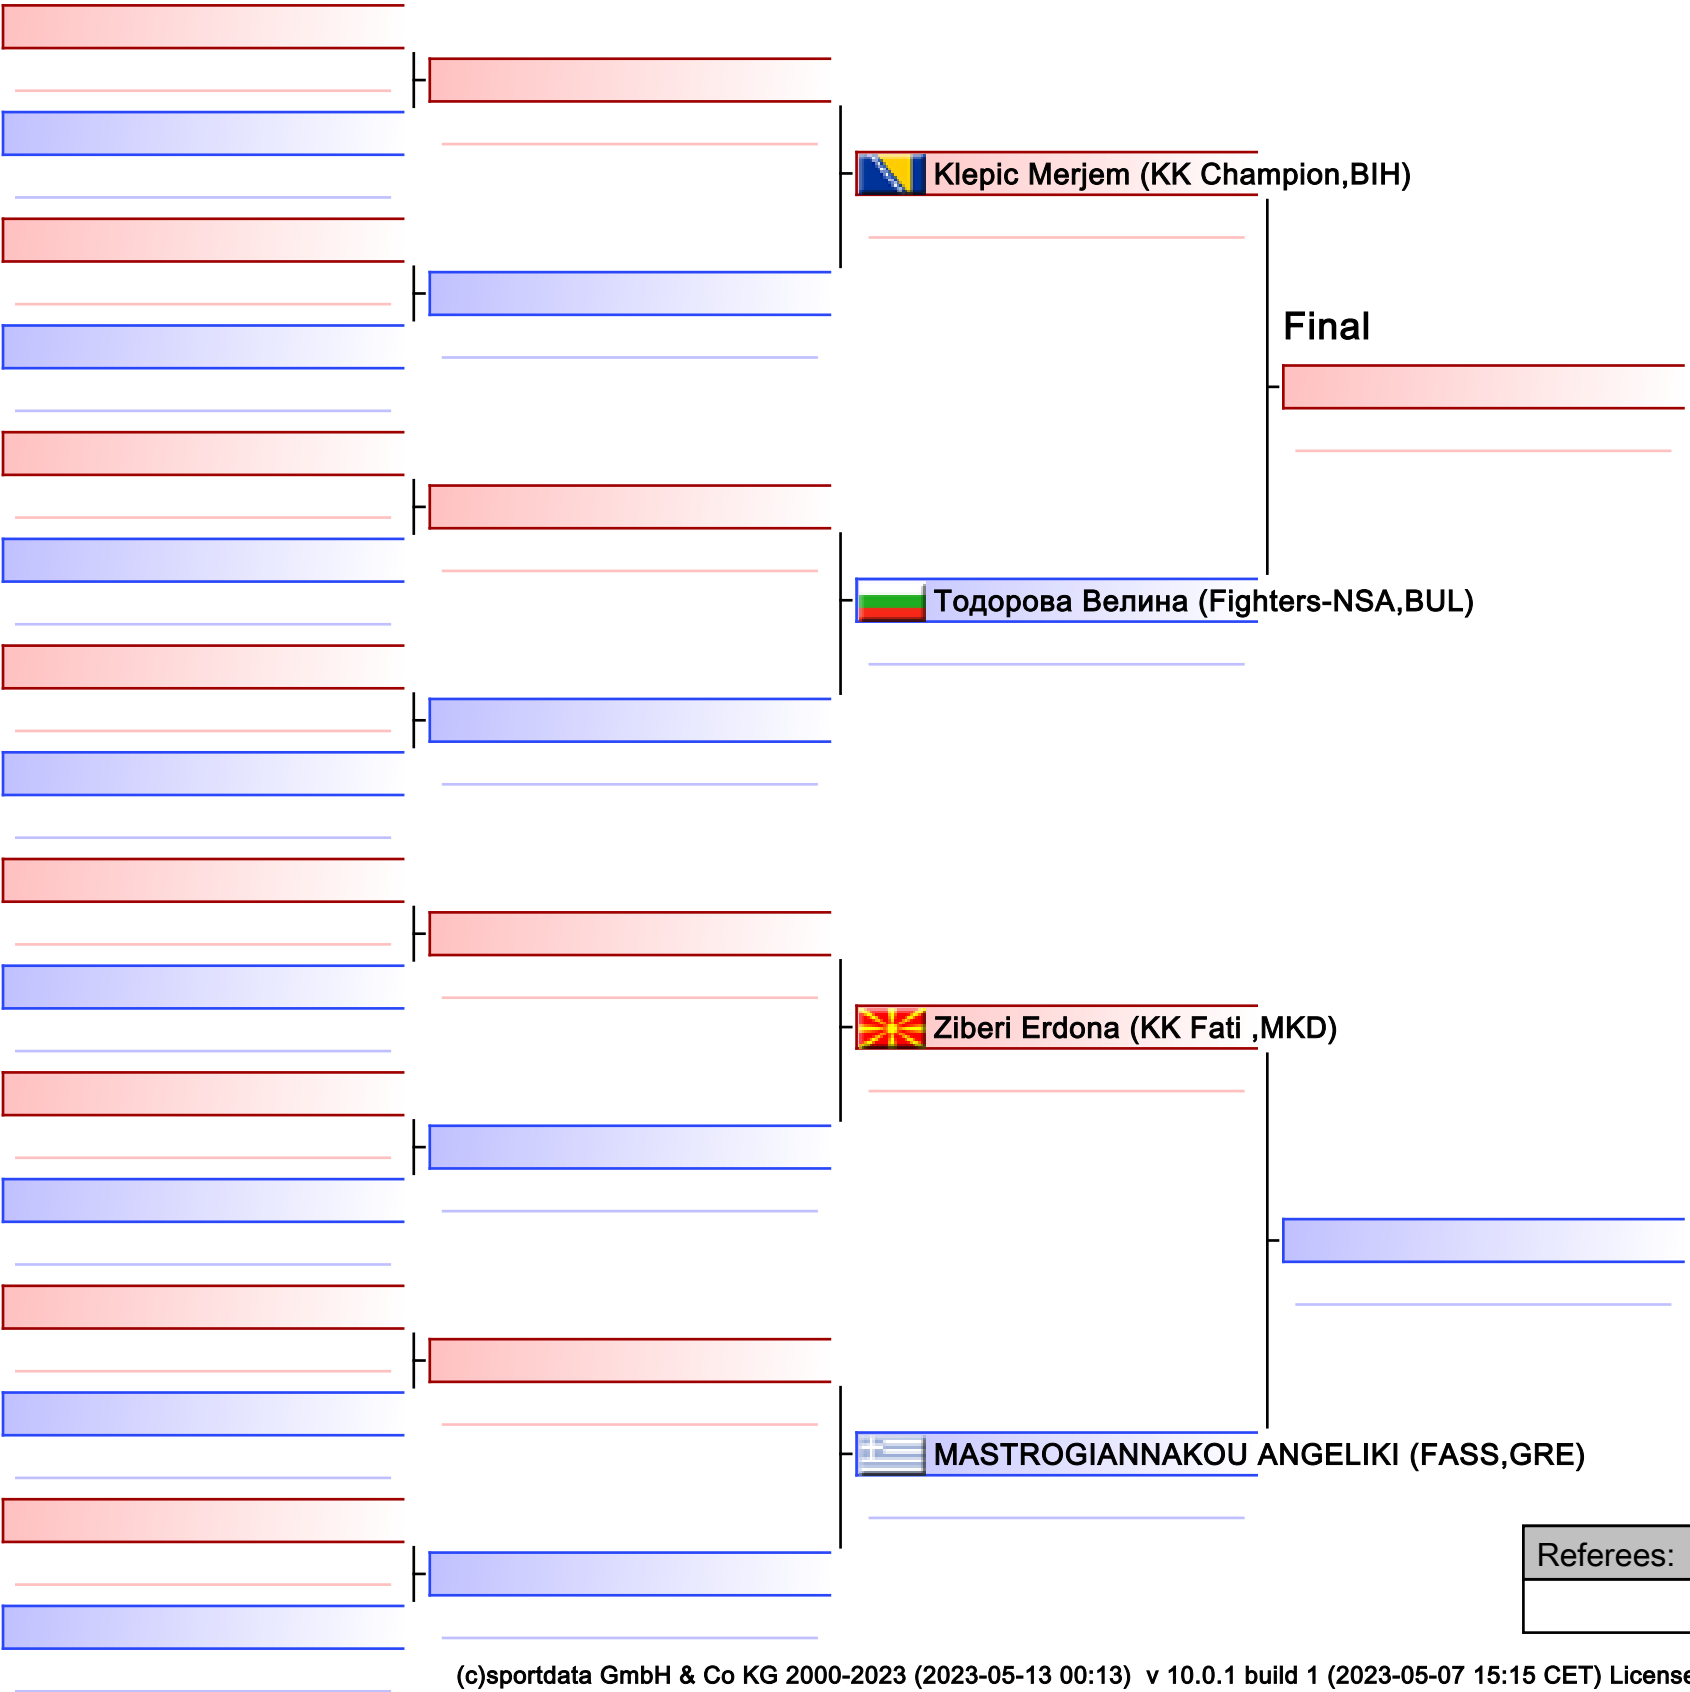 Klepic Merjem (KK Champion,BIH)
Final
Тодорова Велина (Fighters-NSA,BUL)
Ziberi Erdona (KK Fati ,MKD)
MASTROGIANNAKOU ANGELIKI (FASS,GRE)
Referees:
(c)sportdata GmbH & Co KG 2000-2023 (2023-05-13 00:13) v 10.0.1 build 1 (2023-05-07 15:15 CET) License